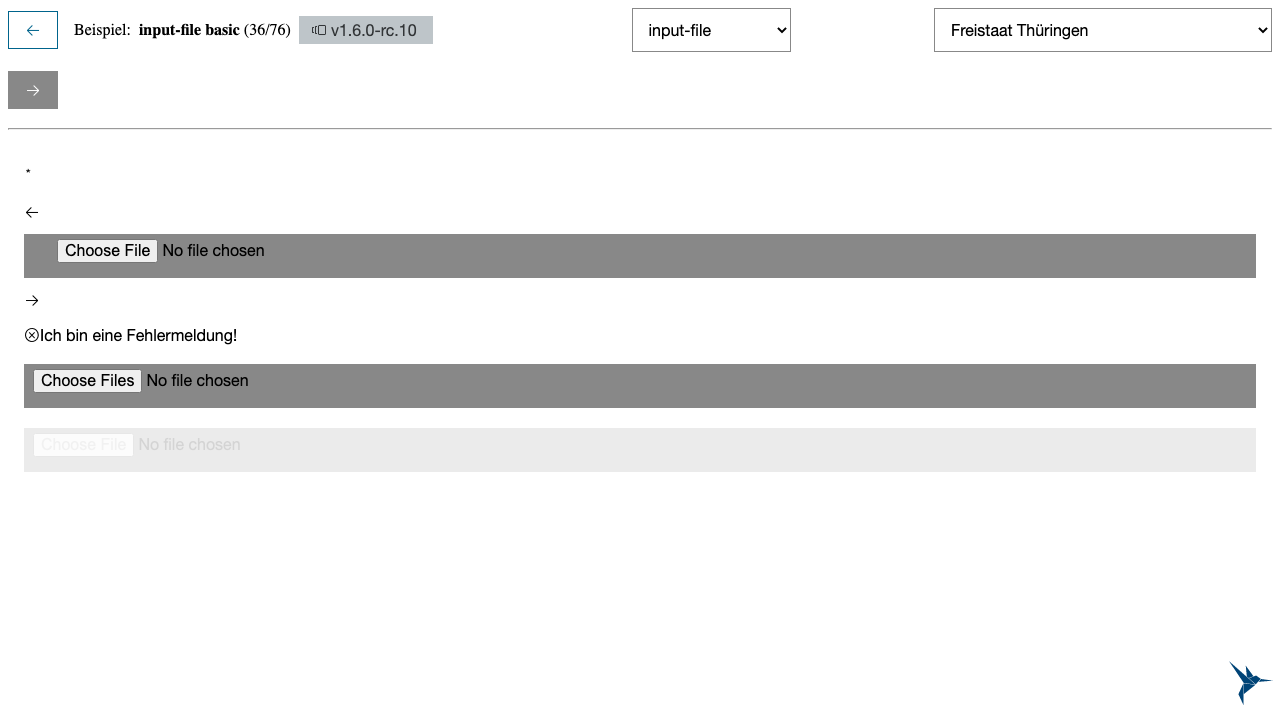 ← Beispiel: input-file basic (36/76) v1.6.0-rc.10 input-file Freistaat Thüringen
→
*
←
Choose File No file chosen
→
Ich bin eine Fehlermeldung!
Choose Files No file chosen
Choose File No file chosen